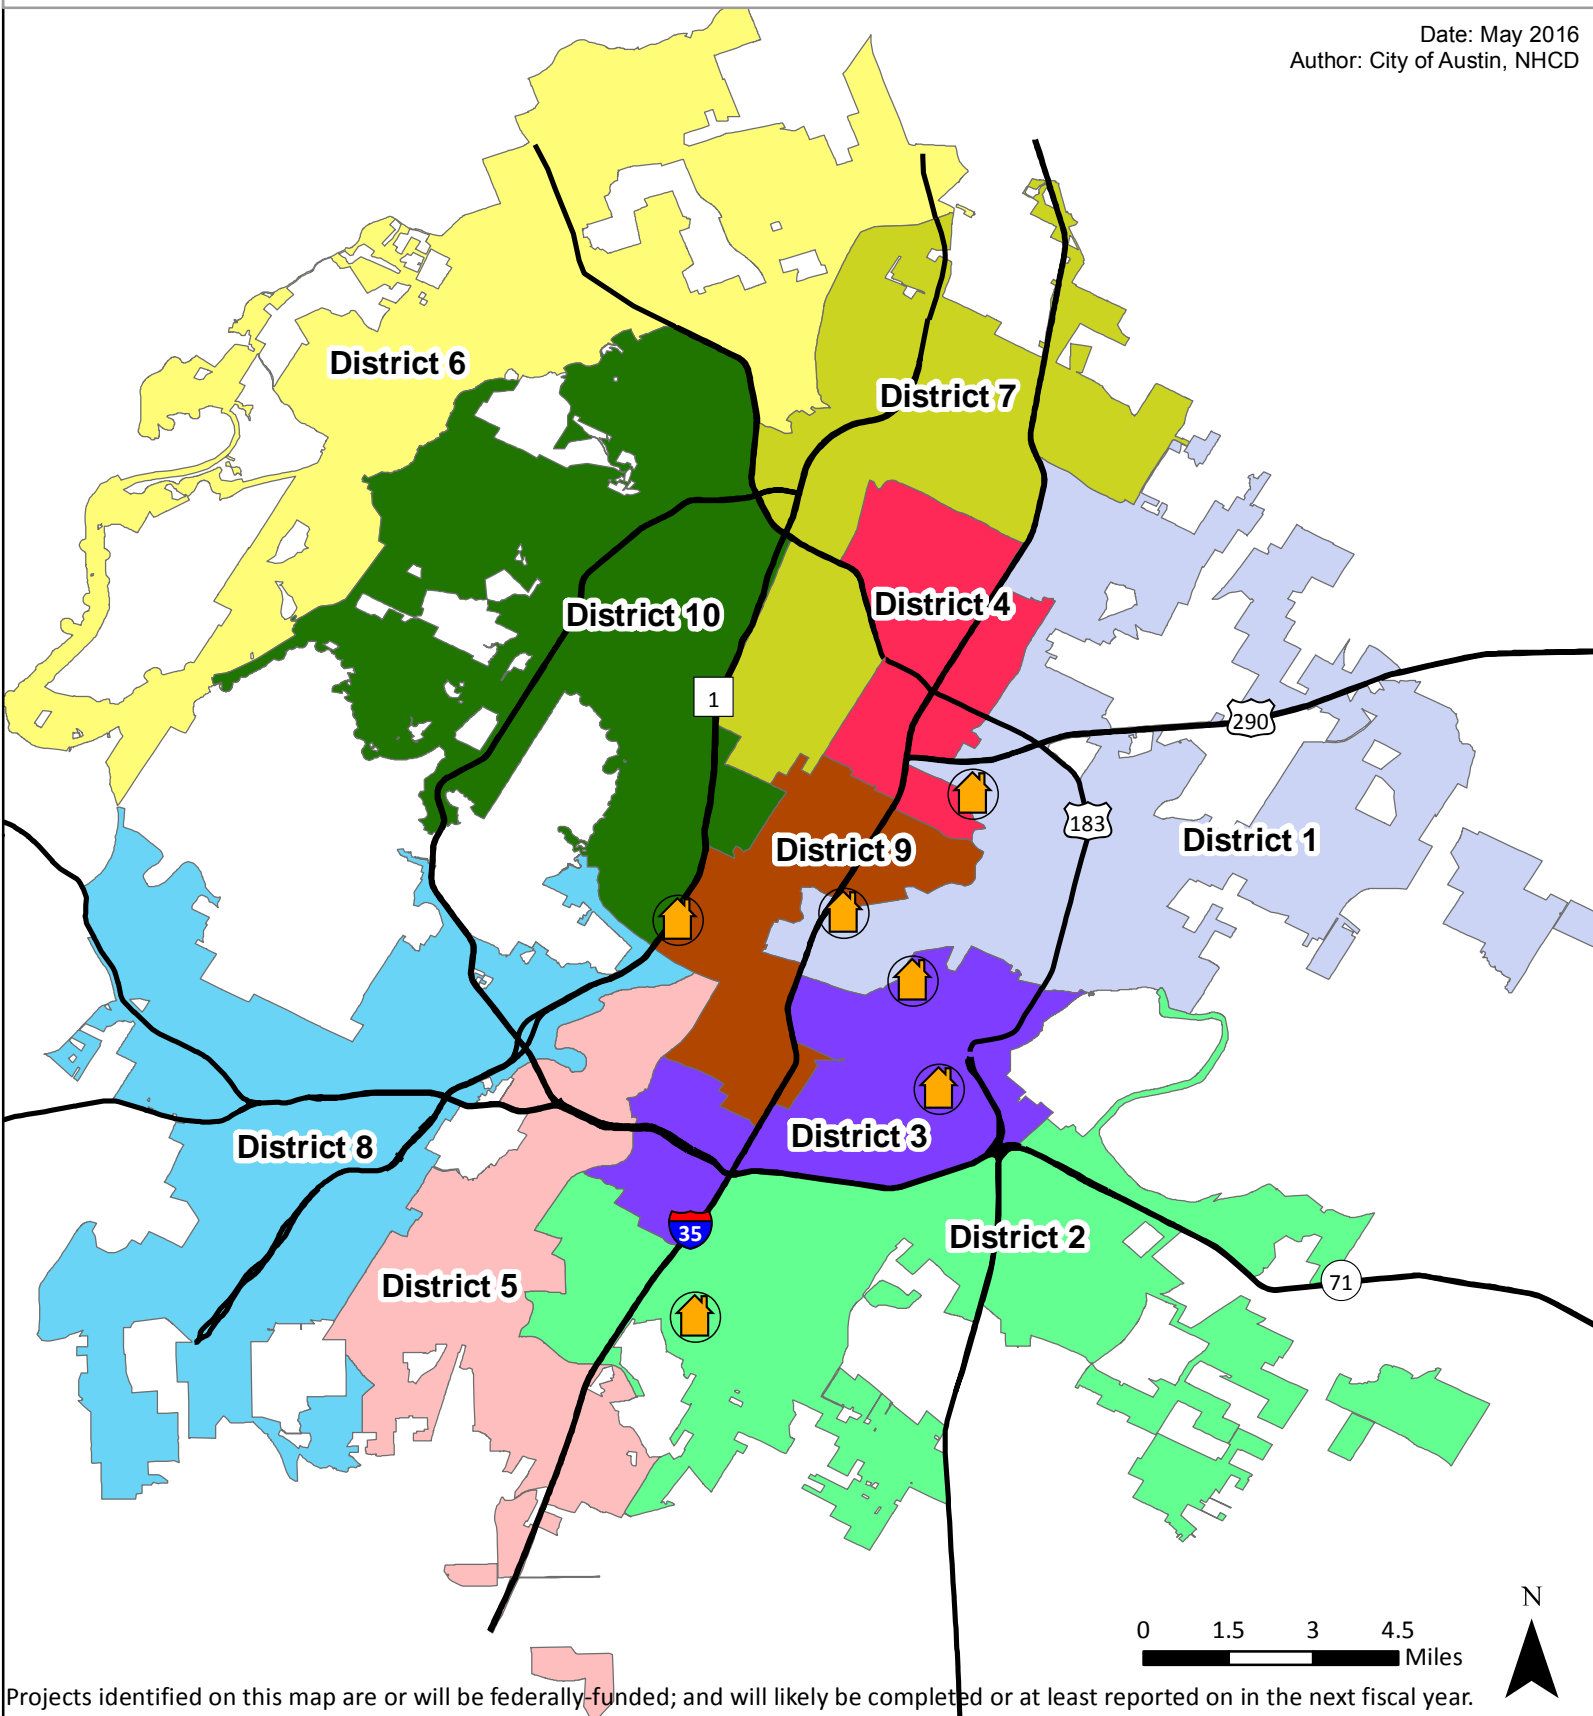 Date: May 2016
Author: City of Austin, NHCD
District 6
District 7
District 10
District 4
1
290
183
District 1
District 9
District 3
District 8
35
District 2
71
District 5
N
0 1.5 3 4.5
Miles
Projects identified on this map are or will be federally-funded; and will likely be completed or at least reported on in the next fiscal year.